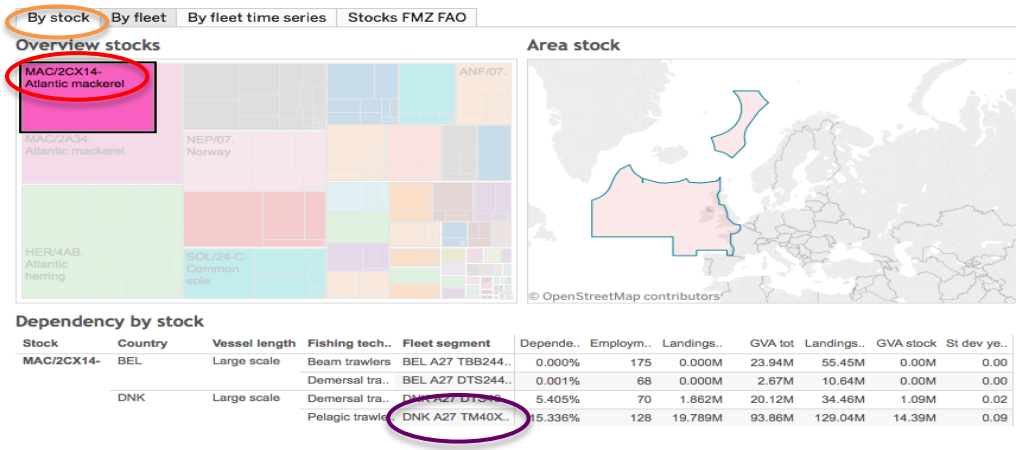 By stock By fleet By fleet time series Stocks FMZ FAO
Overview stocks
MAC/2CX14-
Atlantic mackerel
ANF/07.
MAC/2A34.
Atlantic mackerel
NEP/07.
Norway
HER/4AB.
Atlantic
herring
SOL/24-C.
Common
sole
Area stock
© OpenStreetMap contributors
Dependency by stock
Stock Country Vessel length Fishing tech.. Fleet segment Depende.. Employm.. Landings.. GVA tot Landings.. GVA stock St dev ye..
MAC/2CX14- BEL Large scale Beam trawlers BEL A27 TBB244.. 0.000% 175 0.000M 23.94M 55.45M 0.00M 0.00
Demersal tra.. BEL A27 DTS244.. 0.001% 68 0.000M 2.67M 10.64M 0.00M 0.00
DNK Large scale Demersal tra.. DNK A27 5.405% 70 1.862M 20.12M 34.46M 1.09M 0.02
Pelagic trawle.. DNK A27 TM40X.. 15.336% 128 19.789M 93.86M 129.04M 14.39M 0.09